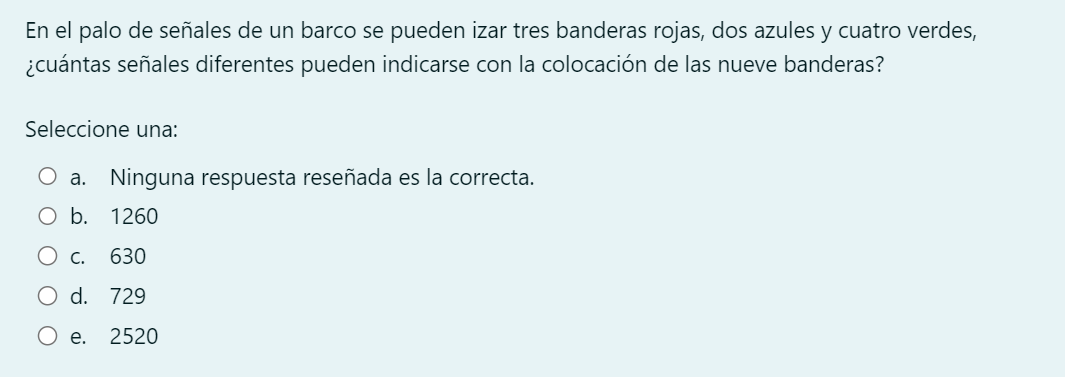 En el palo de señales de un barco se pueden izar tres banderas rojas, dos azules y cuatro verdes,
¿cuántas señales diferentes pueden indicarse con la colocación de las nueve banderas?
Seleccione una:
a. Ninguna respuesta reseñada es la correcta.
b. 1260
c. 630
d. 729
e. 2520